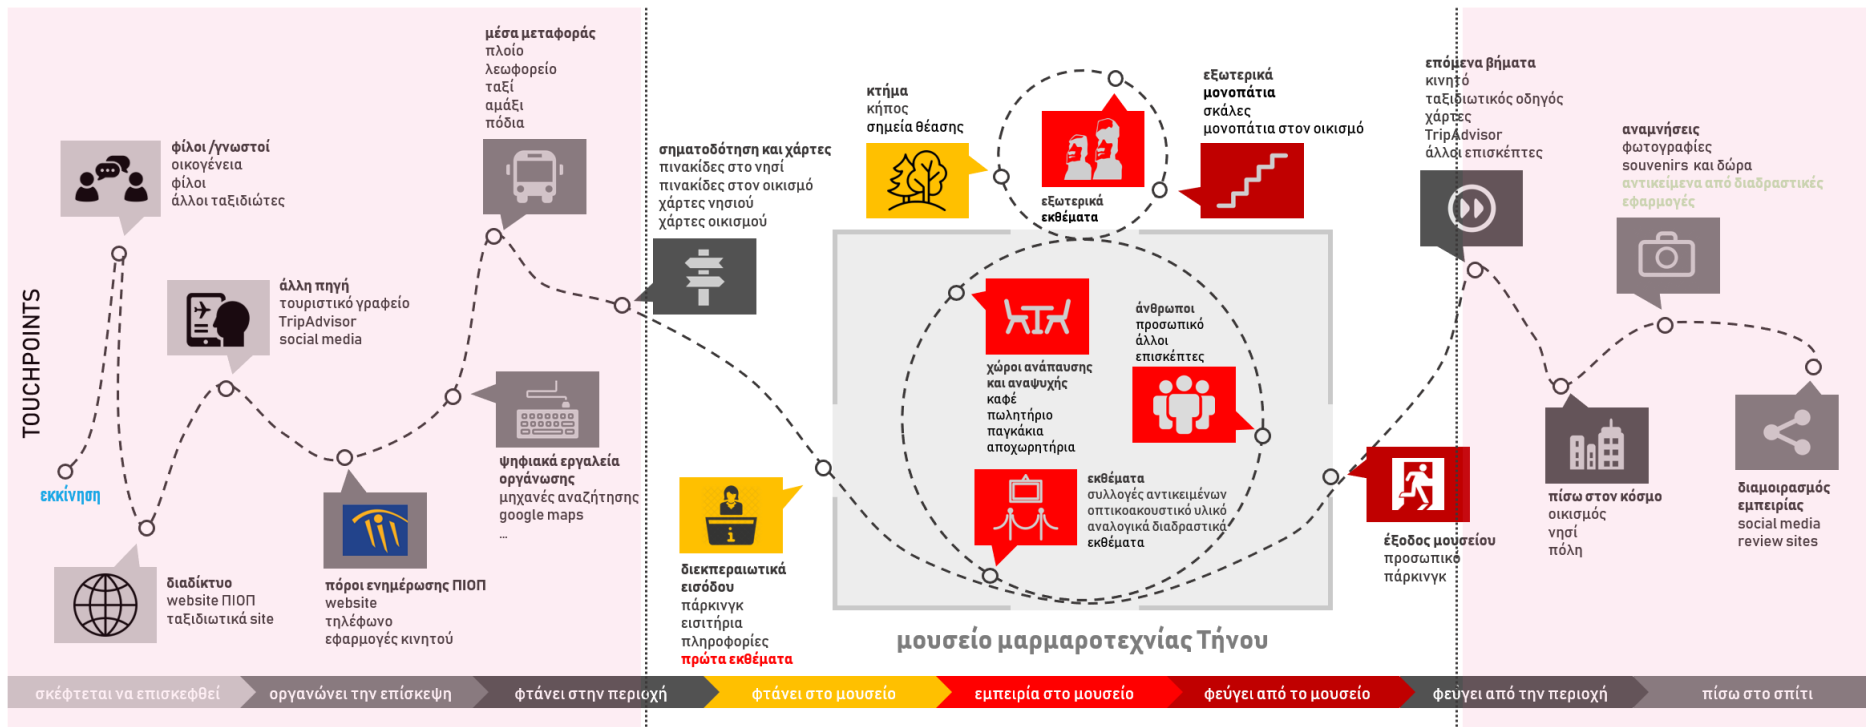 TOUCHPOINTS
εκκίνηση
φίλοι /γνωστοί
οικογένεια
φίλοι
άλλοι ταξιδιώτες
διαδίκτυο
website ΠΙΟΠ
ταξιδιωτικά site
άλλη πηγή
τουριστικό γραφείο
TripAdvisor
social media
πόροι ενημέρωσης ΠΙΟΠ
website
τηλέφωνο
εφαρμογές κινητού
ψηφιακά εργαλεία
οργάνωσης
μηχανές αναζήτησης
google maps
...
μέσα μεταφοράς
πλοίο
λεωφορείο
ταξί
αμάξι
πόδια
σηματοδότηση και χάρτες
πινακίδες στο νησί
πινακίδες στον οικισμό
χάρτες νησιού
χάρτες οικισμού
διεκπεραιωτικά
εισόδου
πάρκινγκ
εισιτήρια
πληροφορίες
πρώτα εκθέματα
κτήμα
κήπος
σημεία θέασης
εξωτερικά
εκθέματα
εξωτερικά
μονοπάτια
σκάλες
μονοπάτια στον οικισμό
χώροι ανάπαυσης
και αναψυχής
καφέ
πωλητήριο
παγκάκια
αποχωρητήρια
άνθρωποι
προσωπικό
άλλοι
επισκέπτες
εκθέματα
συλλογές αντικειμένων
οπτικοακουστικό υλικό
αναλογικά διαδραστικά
εκθέματα
μουσείο μαρμαροτεχνίας Τήνου
έξοδος μουσείου
προσωπικό
πάρκινγκ
επόμενα βήματα
κινητό
ταξιδιωτικός οδηγός
χάρτες
TripAdvisor
άλλοι επισκέπτες
πίσω στον κόσμο
οικισμός
νησί
πόλη
αναμνήσεις
φωτογραφίες
souvenirs και δώρα
αντικείμενα από διαδραστικές
εφαρμογές
διαμοιρασμός
εμπειρίας
social media
review sites
σκέφτεται να επισκεφθεί
οργανώνει την επίσκεψη
φτάνει στην περιοχή
φτάνει στο μουσείο
εμπειρία στο μουσείο
φεύγει από το μουσείο
φεύγει από την περιοχή
πίσω στο σπίτι